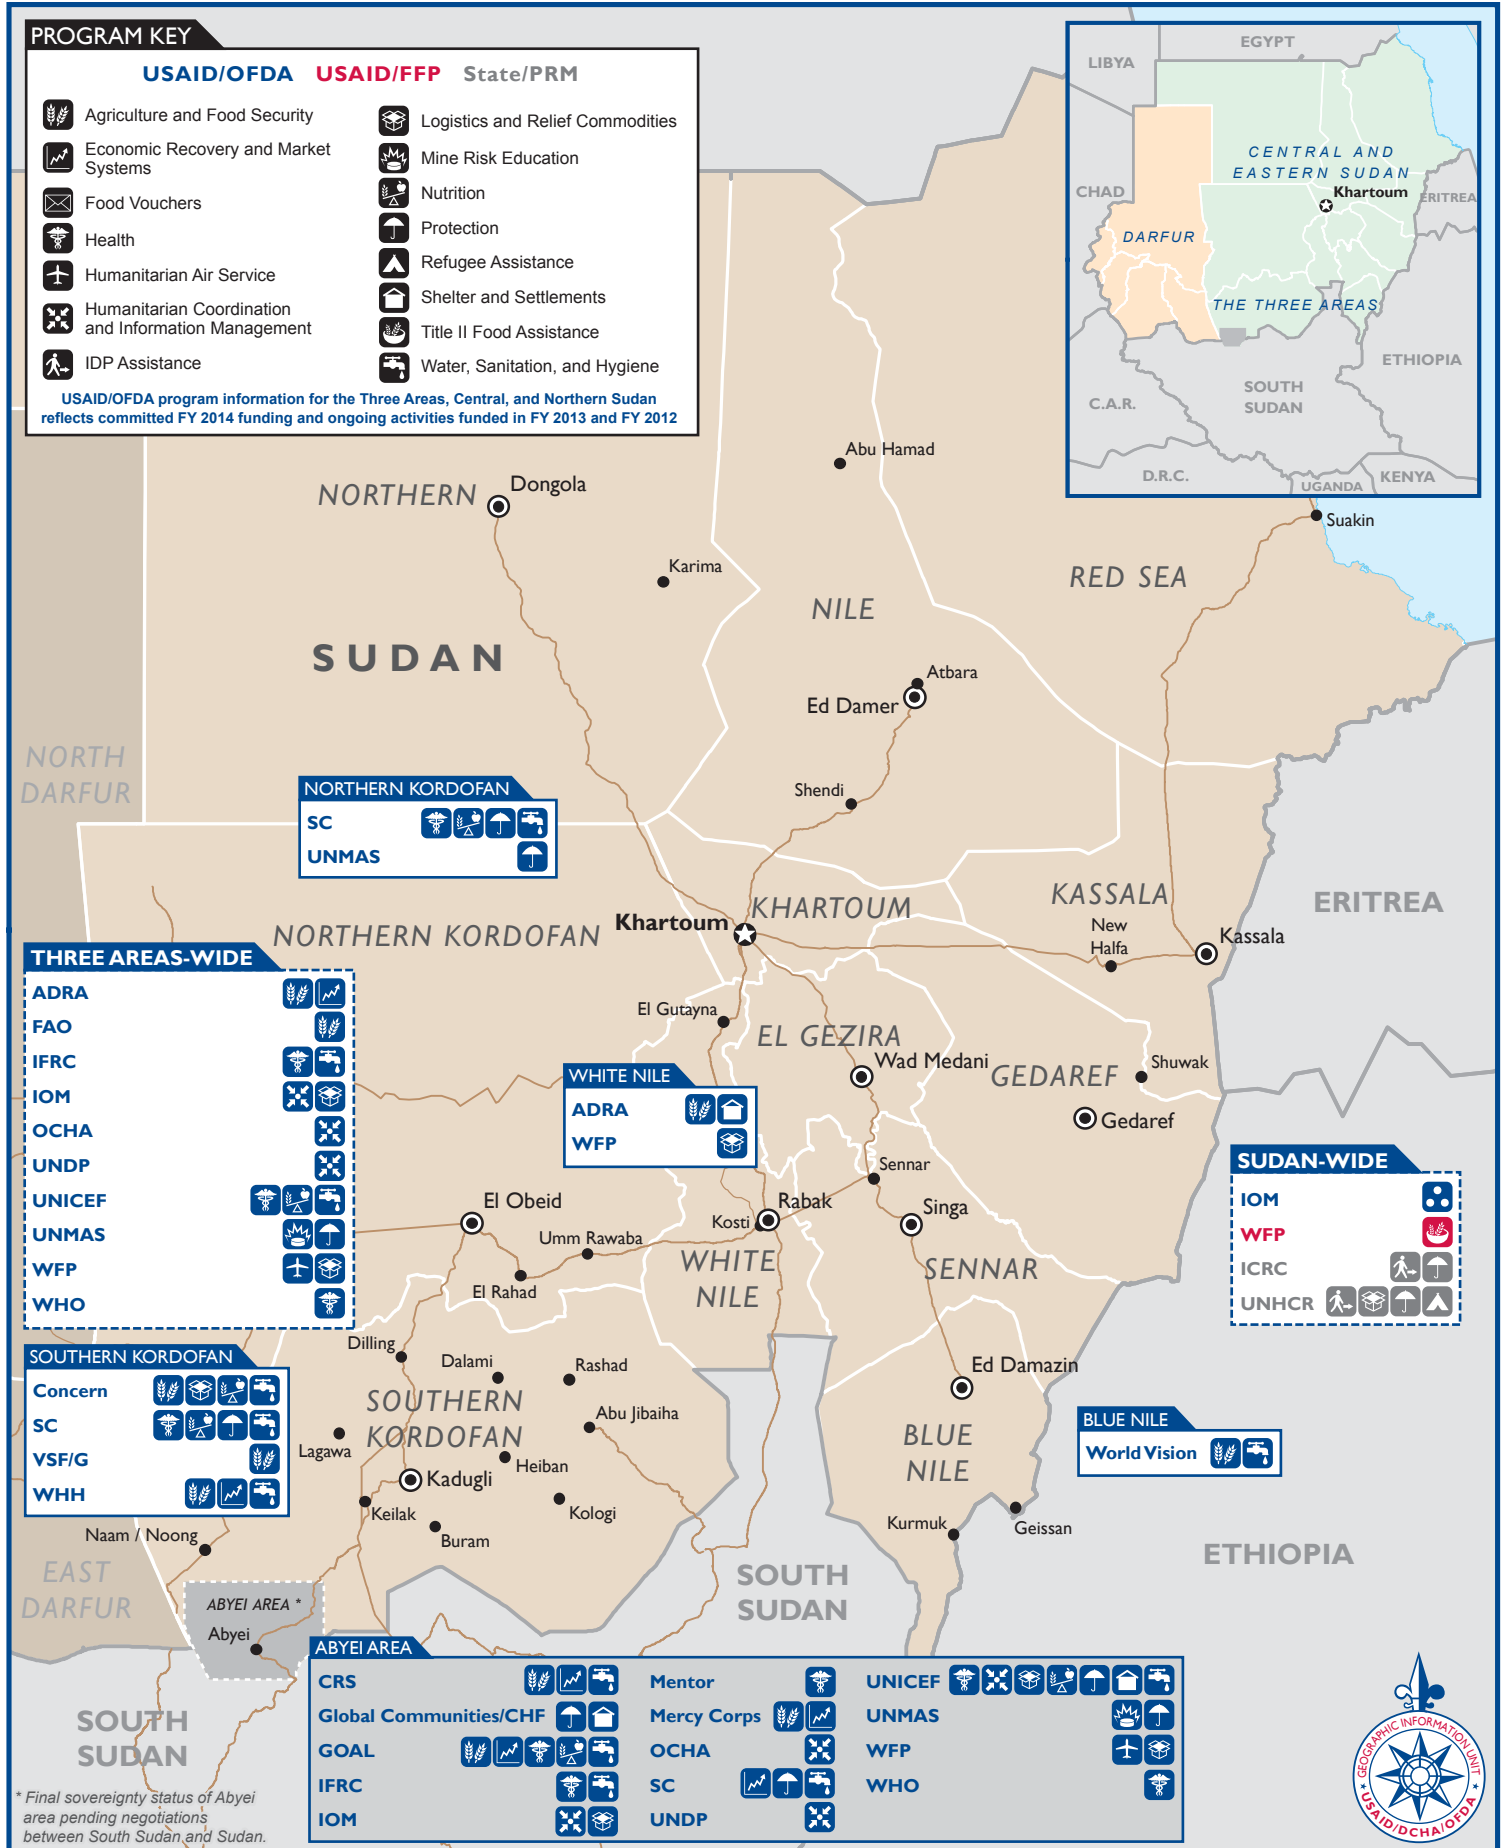 PROGRAM KEY
USAID/OFDA USAID/FFP State/PRM
Agriculture and Food Security
Economic Recovery and Market
Systems
Food Vouchers
Health
Humanitarian Air Service
Humanitarian Coordination
and Information Management
IDP Assistance
Logistics and Relief Commodities
Mine Risk Education
Nutrition
Protection
Refugee Assistance
Shelter and Settlements
Title II Food Assistance
Water, Sanitation, and Hygiene
USAID/OFDA program information for the Three Areas, Central, and Northern Sudan
reflects committed FY 2014 funding and ongoing activities funded in FY 2013 and FY 2012
EGYPT
LIBYA
CENTRAL AND
EASTERN SUDAN
CHAD
Khartoum
ERITREA
DARFUR
THE THREE AREAS
ETHIOPIA
SOUTH
SUDAN
C.A.R.
D.R.C.
UGANDA
KENYA
Abu Hamad
NORTHERN
Dongola
Suakin
Karima
RED SEA
NILE
SUDAN
Atbara
Ed Damer
NORTH
DARFUR
Shendi
NORTHERN KORDOFAN
SC
UNMAS
KASSALA
ERITREA
KHARTOUM
Khartoum
NORTHERN KORDOFAN
New
Halfa
Kassala
THREE AREAS-WIDE
ADRA
FAO
IFRC
IOM
OCHA
UNDP
UNICEF
UNMAS
WFP
WHO
El Gutayna
EL GEZIRA
Wad Medani
GEDAREF
Shuwak
Gedaref
WHITE NILE
ADRA
WFP
SUDAN-WIDE
IOM
WFP
ICRC
UNHCR
Sennar
El Obeid
Rabak
Singa
Kosti
Umm Rawaba
WHITE
NILE
SENNAR
El Rahad
Dilling
SOUTHERN KORDOFAN
Concern
SC
VSF/G
WHH
Dalami
Rashad
Ed Damazin
SOUTHERN
KORDOFAN
Abu Jibaiha
BLUE NILE
World Vision
Lagawa
BLUE
NILE
Heiban
Kadugli
Keilak
Kologi
Geissan
Kurmuk
Buram
Naam / Noong
ETHIOPIA
EAST
DARFUR
SOUTH
SUDAN
ABYEI AREA *
Abyei
ABYEI AREA
CRS
Global Communities/CHF
GOAL
IFRC
IOM
Mentor
Mercy Corps
OCHA
SC
UNDP
UNICEF
UNMAS
WFP
WHO
SOUTH
SUDAN
* Final sovereignty status of Abyei
area pending negotiations
between South Sudan and Sudan.
GEOGRAPHIC INFORMATION UNIT
USAID/DCHA/OFDA